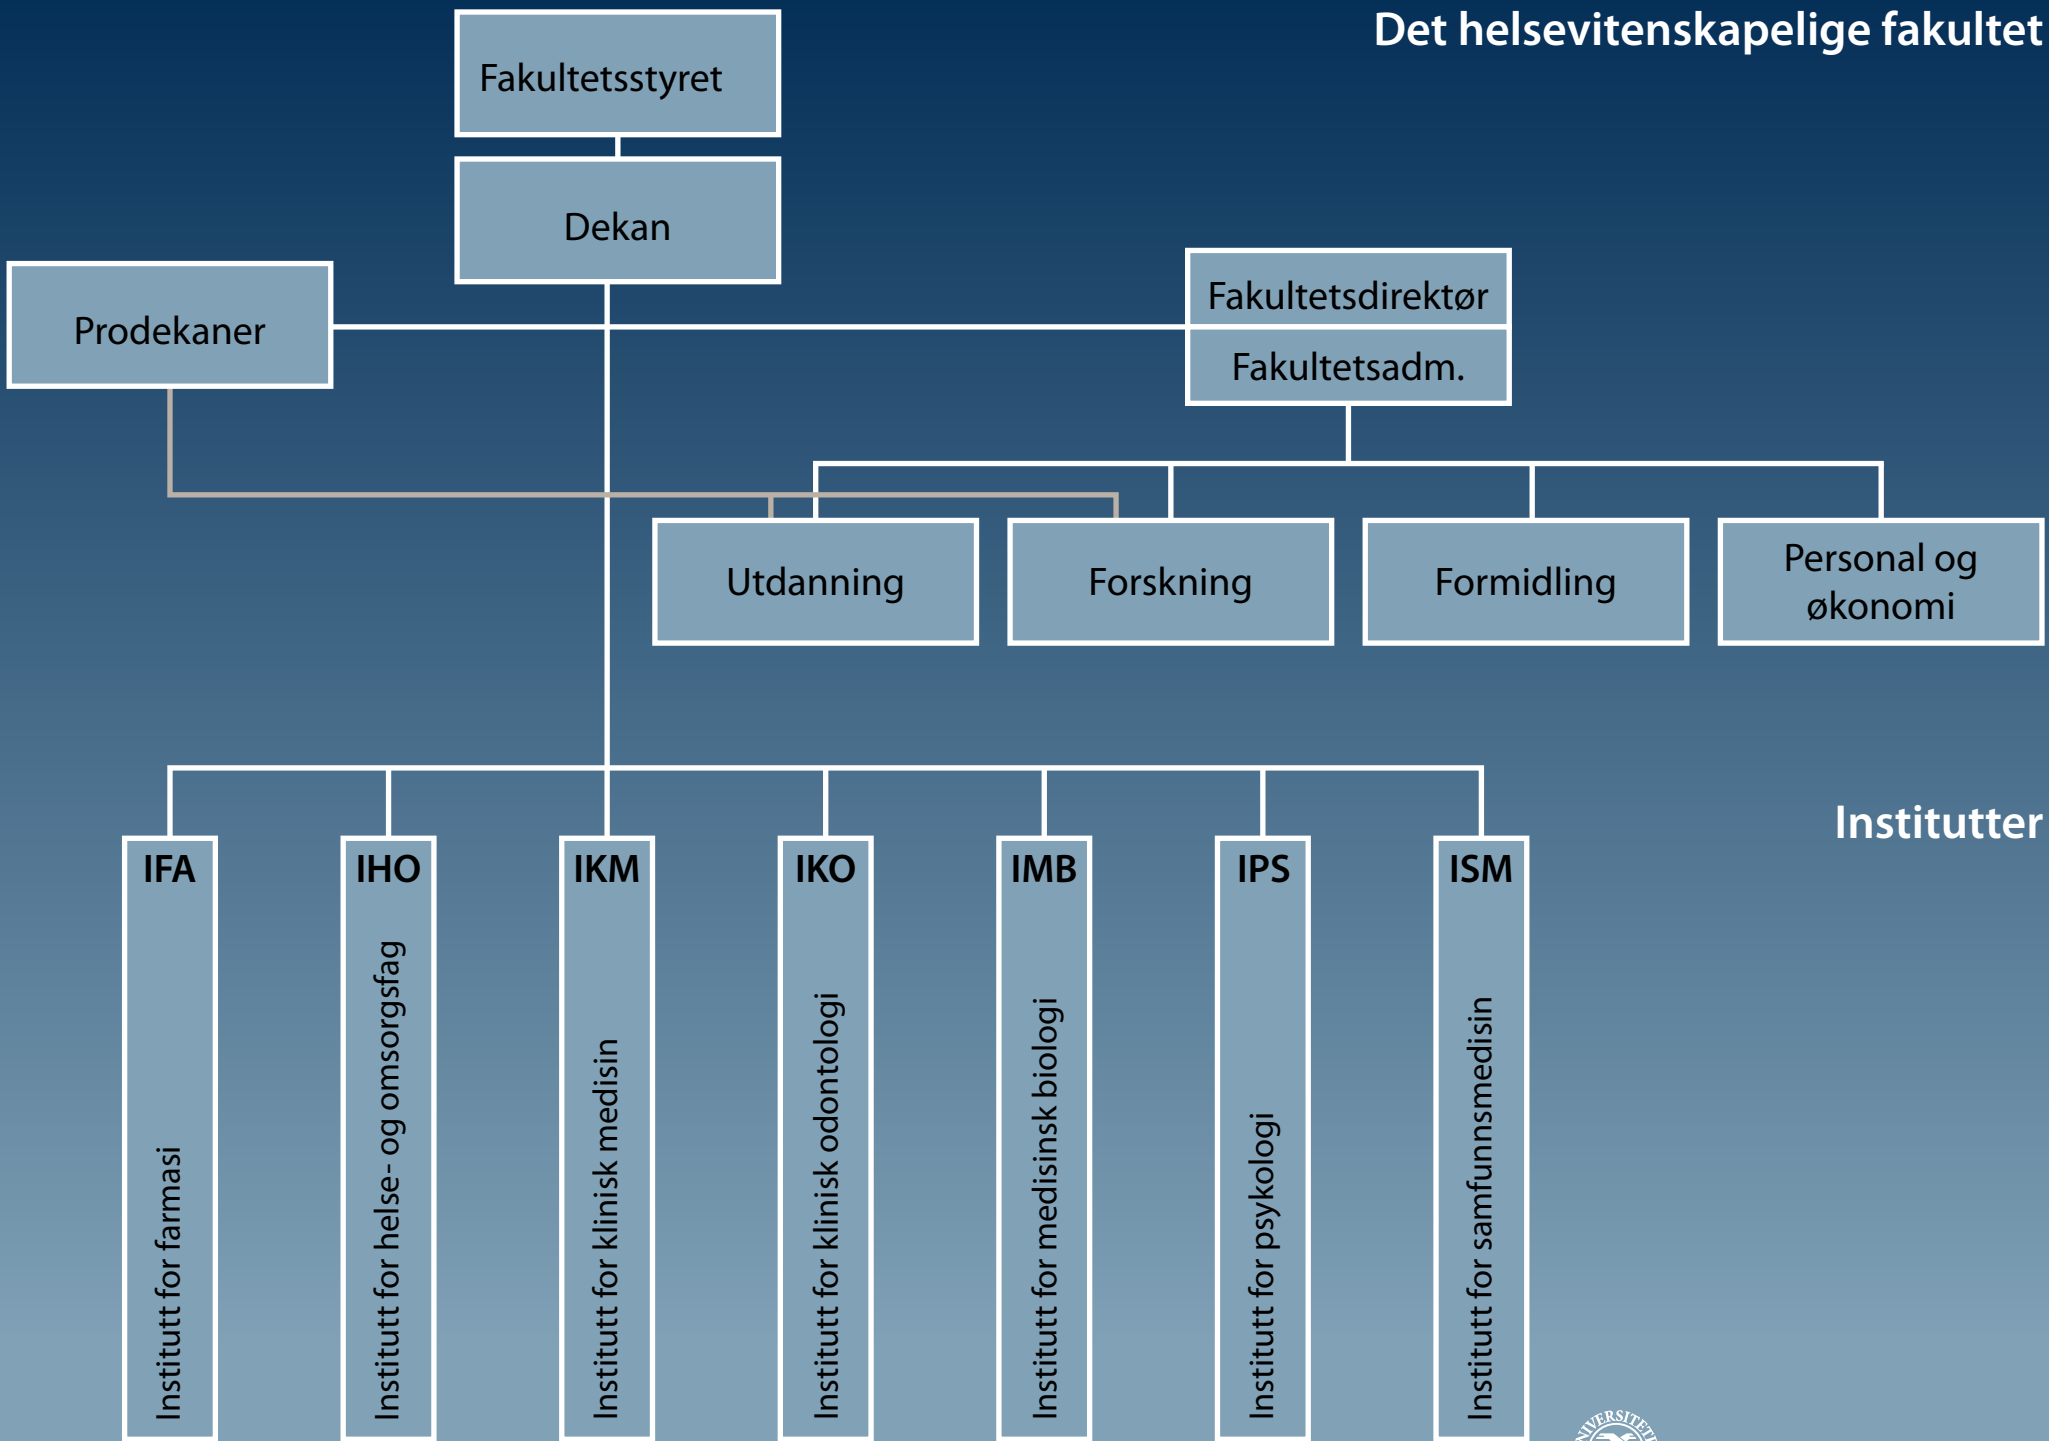 Det helsevitenskapelige fakultet
Fakultetsstyret
Dekan
Prodekaner
Fakultetsdirektør
Fakultetsadm.
Utdanning
Forskning
Formidling
Personal og
økonomi
Institutter
IFA
Institutt for farmasi
IHO
Institutt for helse- og omsorgsfag
IKM
Institutt for klinisk medisin
IKO
Institutt for klinisk odontologi
IMB
Institutt for medisinsk biologi
IPS
Institutt for psykologi
ISM
Institutt for samfunnsmedisin